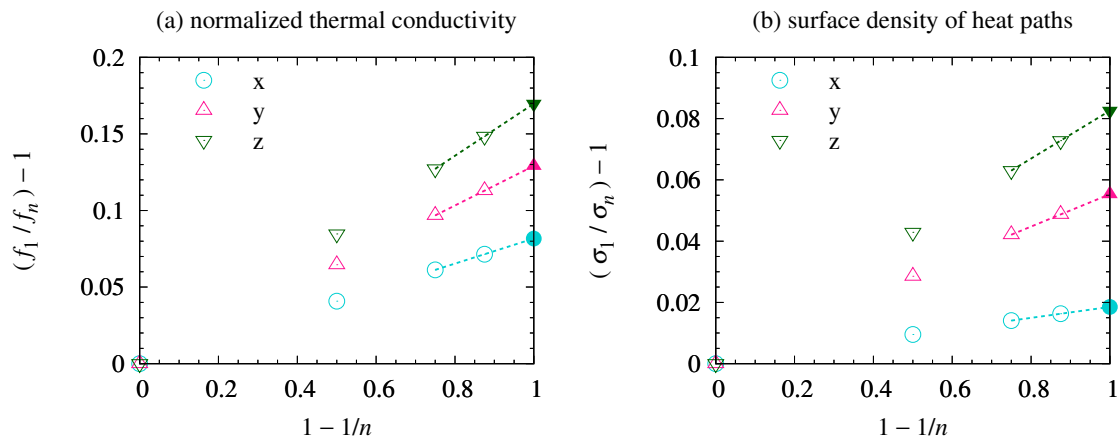 (a) normalized thermal conductivity
(f₁ / fₙ) − 1
0.2
0.15
0.1
0.05
0
x
y
z
0 0.2 0.4 0.6 0.8 1
1 − 1/n
(b) surface density of heat paths
(σ₁ / σₙ) − 1
0.1
0.08
0.06
0.04
0.02
0
x
y
z
0 0.2 0.4 0.6 0.8 1
1 − 1/n